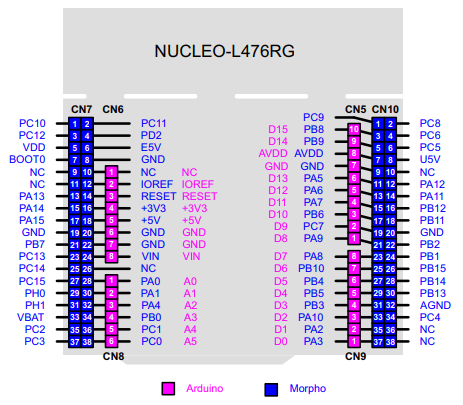 NUCLEO-L476RG
CN7 CN6 CN5 CN10
PC9
PC10 1 2 PC11 1 2 PC8
PC12 3 4 PD2 D15 PB8 10 3 4 PC6
VDD 5 6 E5V D14 PB9 9 5 6 PC5
BOOT0 7 8 GND AVDD AVDD 8 7 8 U5V
NC 9 10 1 NC NC GND GND 7 9 10 NC
NC 11 12 2 IOREF IOREF D13 PA5 6 11 12 PA12
PA13 13 14 3 RESET RESET D12 PA6 5 13 14 PA11
PA14 15 16 4 +3V3 +3V3 D11 PA7 4 15 16 PB12
PA15 17 18 5 +5V +5V D10 PB6 3 17 18 PB11
GND 19 20 6 GND GND D9 PC7 2 19 20 GND
PB7 21 22 7 GND GND D8 PA9 1 21 22 PB2
PC13 23 24 8 VIN VIN D7 PA8 8 23 24 PB1
PC14 25 26 NC D6 PB10 7 25 26 PB15
PC15 27 28 1 PA0 A0 D5 PB4 6 27 28 PB14
PH0 29 30 2 PA1 A1 D4 PB5 5 29 30 PB13
PH1 31 32 3 PA4 A2 D3 PB3 4 31 32 AGND
VBAT 33 34 4 PB0 A3 D2 PA10 3 33 34 PC4
PC2 35 36 5 PC1 A4 D1 PA2 2 35 36 NC
PC3 37 38 6 PC0 A5 D0 PA3 1 37 38 NC
CN8 CN9
Arduino Morpho